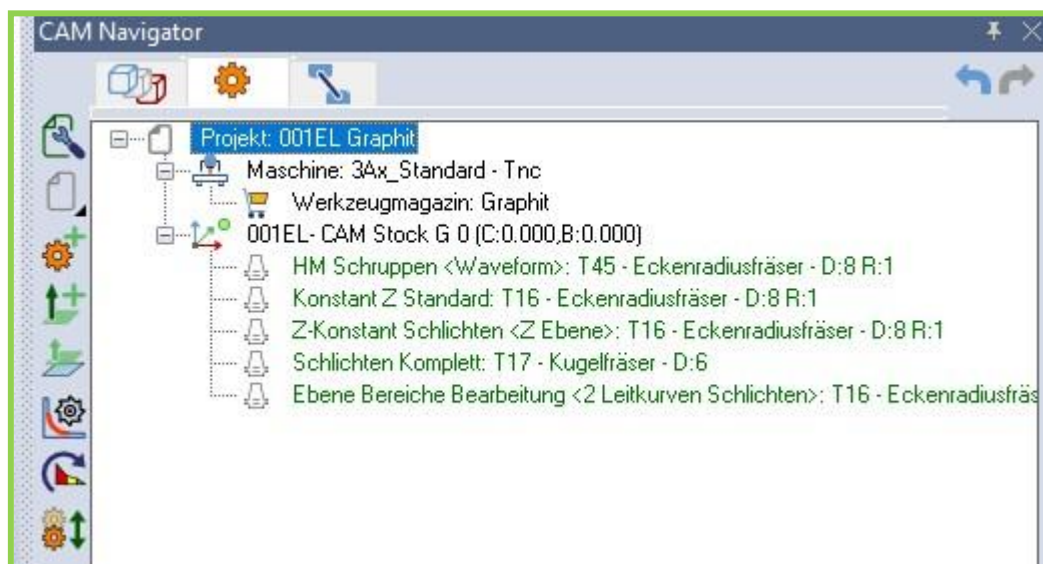 CAM Navigator
Projekt: 001EL Graphit
Maschine: 3Ax_Standard - Tnc
Werkzeugmagazin: Graphit
001EL- CAM Stock G 0 (C:0.000,B:0.000)
HM Schruppen <Waveform>: T45 - Eckenradiusfräser - D:8 R:1
Konstant Z Standard: T16 - Eckenradiusfräser - D:8 R:1
Z-Konstant Schlichten <Z Ebene>: T16 - Eckenradiusfräser - D:8 R:1
Schlichten Komplett: T17 - Kugelfräser - D:6
Ebene Bereiche Bearbeitung <2 Leitkurven Schlichten>: T16 - Eckenradiusfräs